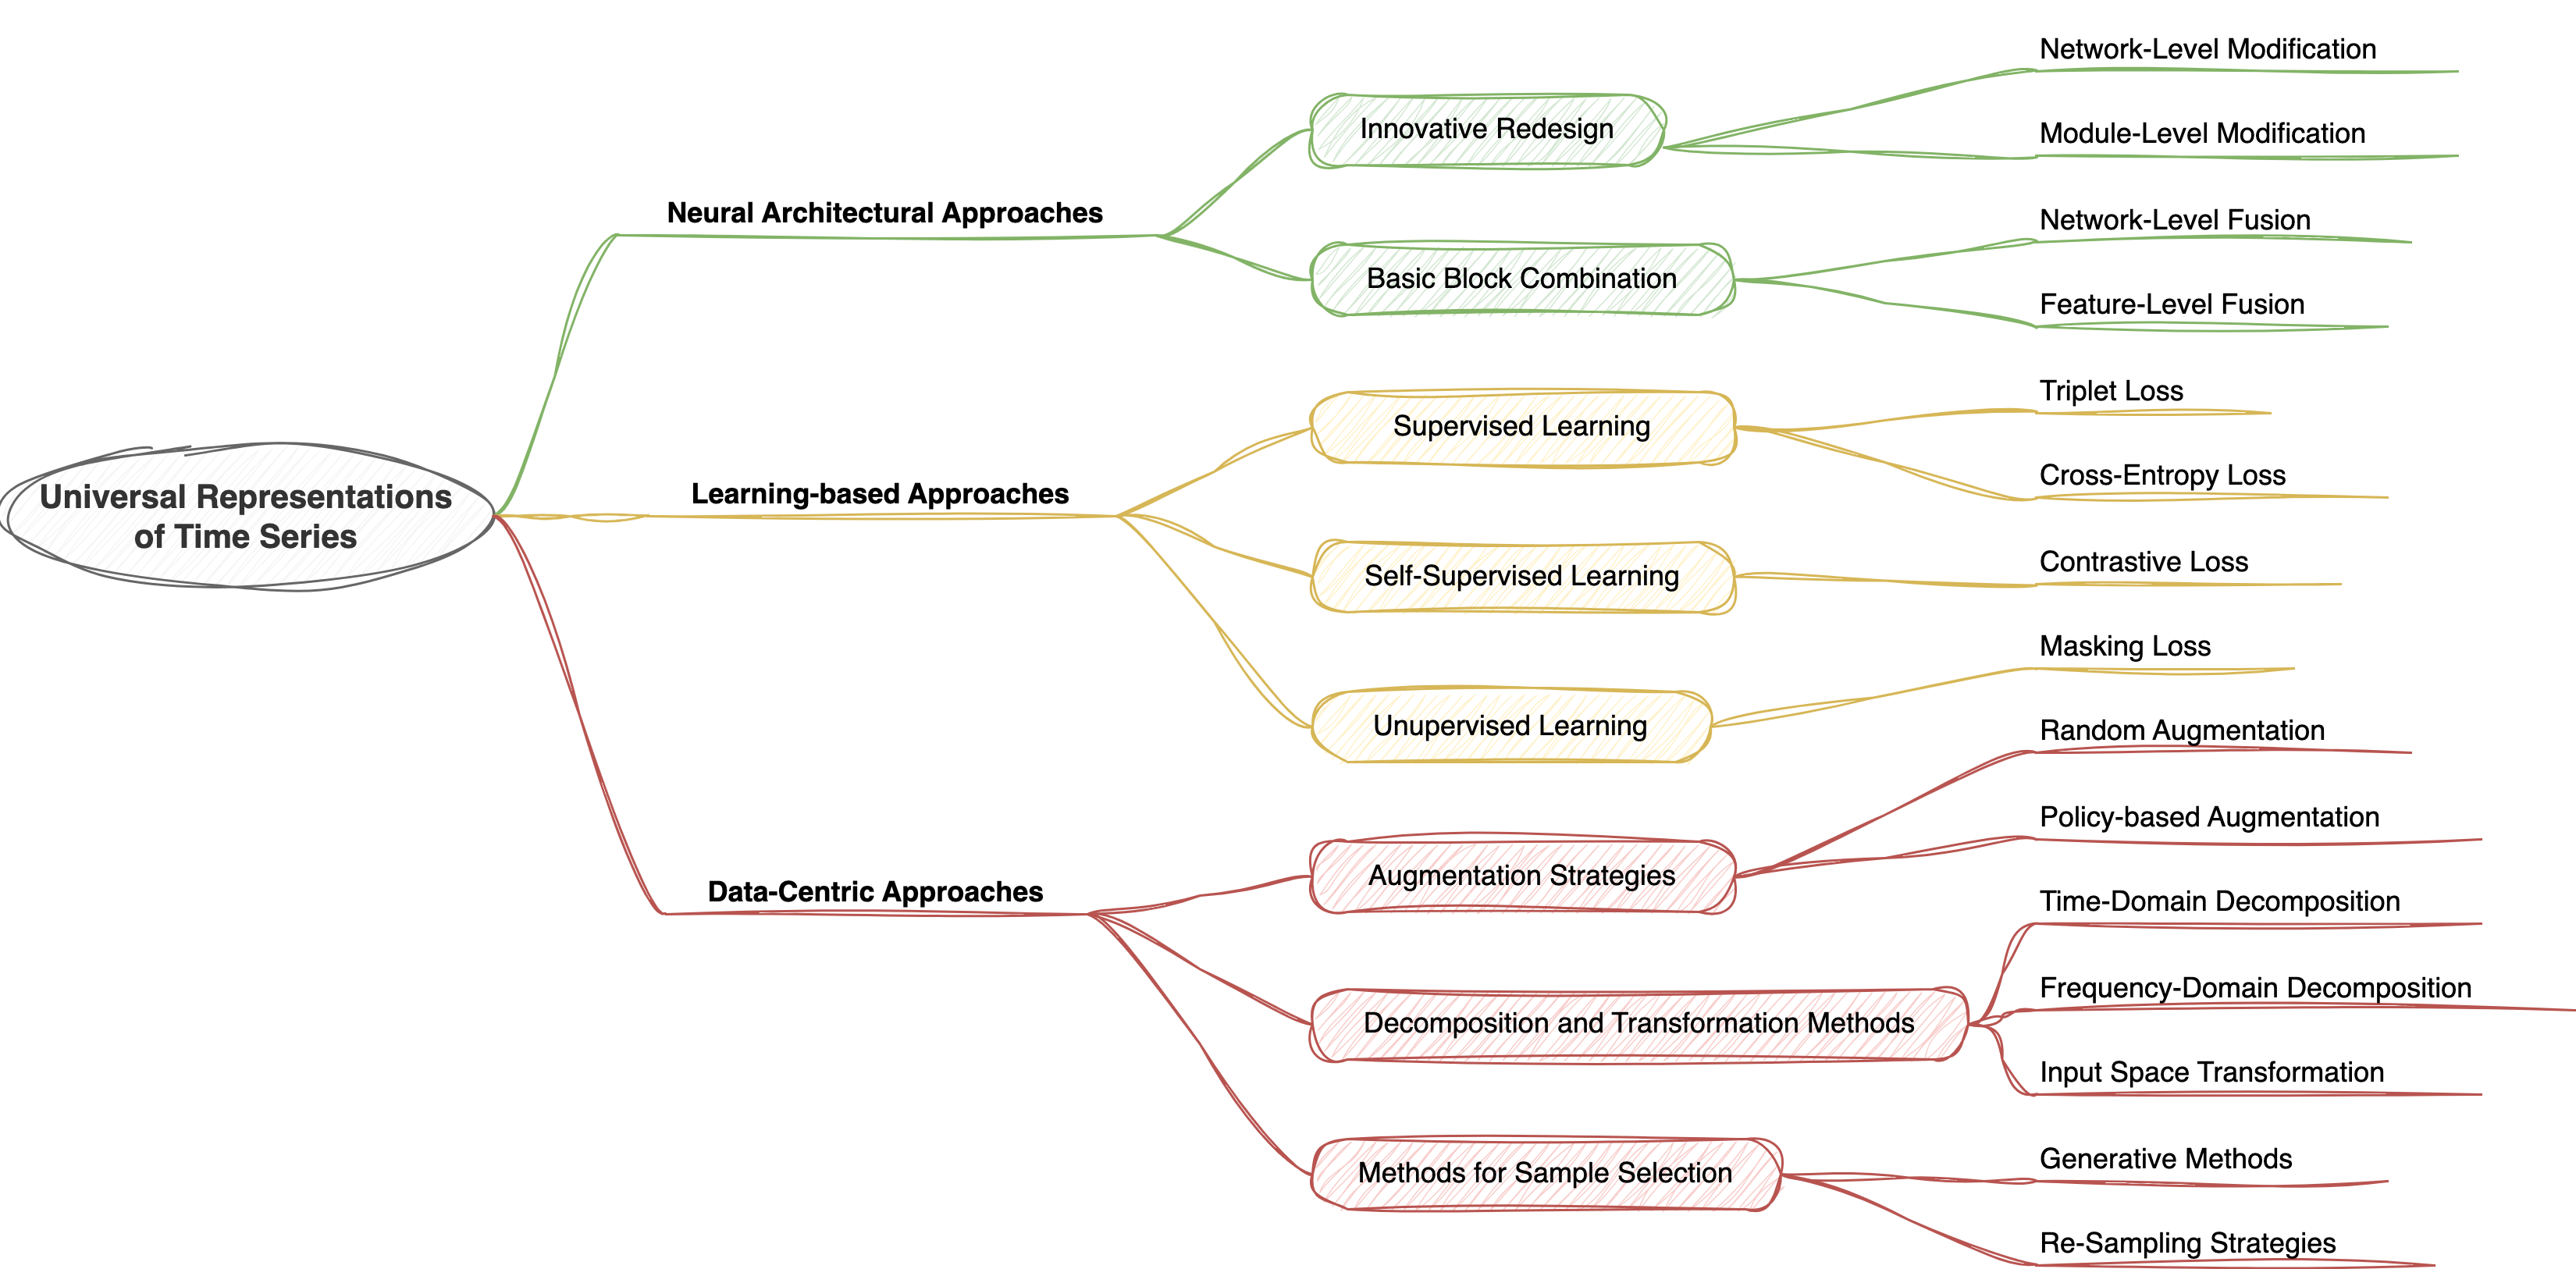 Universal Representations
of Time Series
Neural Architectural Approaches
Innovative Redesign
Network-Level Modification
Module-Level Modification
Basic Block Combination
Network-Level Fusion
Feature-Level Fusion
Learning-based Approaches
Supervised Learning
Triplet Loss
Cross-Entropy Loss
Self-Supervised Learning
Contrastive Loss
Unupervised Learning
Masking Loss
Data-Centric Approaches
Augmentation Strategies
Random Augmentation
Policy-based Augmentation
Decomposition and Transformation Methods
Time-Domain Decomposition
Frequency-Domain Decomposition
Input Space Transformation
Methods for Sample Selection
Generative Methods
Re-Sampling Strategies